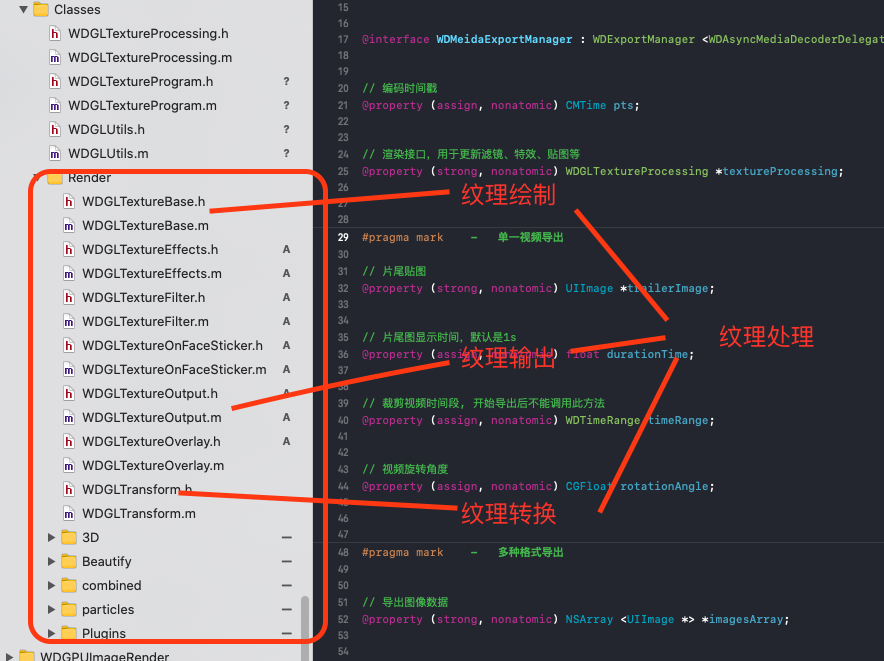 Classes
WDGLTextureProcessing.h
WDGLTextureProcessing.m
WDGLTextureProgram.h ?
WDGLTextureProgram.m ?
WDGLUtils.h ?
WDGLUtils.m ?
Render
WDGLTextureBase.h
WDGLTextureBase.m
WDGLTextureEffects.h A
WDGLTextureEffects.m A
WDGLTextureFilter.h A
WDGLTextureFilter.m A
WDGLTextureOnFaceSticker.h A
WDGLTextureOnFaceSticker.m A
WDGLTextureOutput.h A
WDGLTextureOutput.m A
WDGLTextureOverlay.h A
WDGLTextureOverlay.m
WDGLTransform.h
WDGLTransform.m
3D
Beautify
combined
particles
Plugins
WDGPUImageRender
15
16
17 @interface WDMeidaExportManager : WDExportManager <WDAsyncMediaDecoderDelegat
18
19
20 // 编码时间戳
21 @property (assign, nonatomic) CMTime pts;
22
23
24 // 渲染接口，用于更新滤镜、特效、贴图等
25 @property (strong, nonatomic) WDGLTextureProcessing *textureProcessing;
26
27
28
29 #pragma mark - 单一视频导出
30
31 // 片尾贴图
32 @property (strong, nonatomic) UIImage *trailerImage;
33
34
35 // 片尾图显示时间，默认是1s
36 @property (assign, nonatomic) float durationTime;
37
38
39 // 裁剪视频时间段, 开始导出后不能调用此方法
40 @property (assign, nonatomic) WDTimeRange timeRange;
41
42
43 // 视频旋转角度
44 @property (assign, nonatomic) CGFloat rotationAngle;
45
46
47
48 #pragma mark - 多种格式导出
49
50
51 // 导出图像数据
52 @property (strong, nonatomic) NSArray <UIImage *> *imagesArray;
53
54
纹理绘制
纹理输出
纹理转换
纹理处理